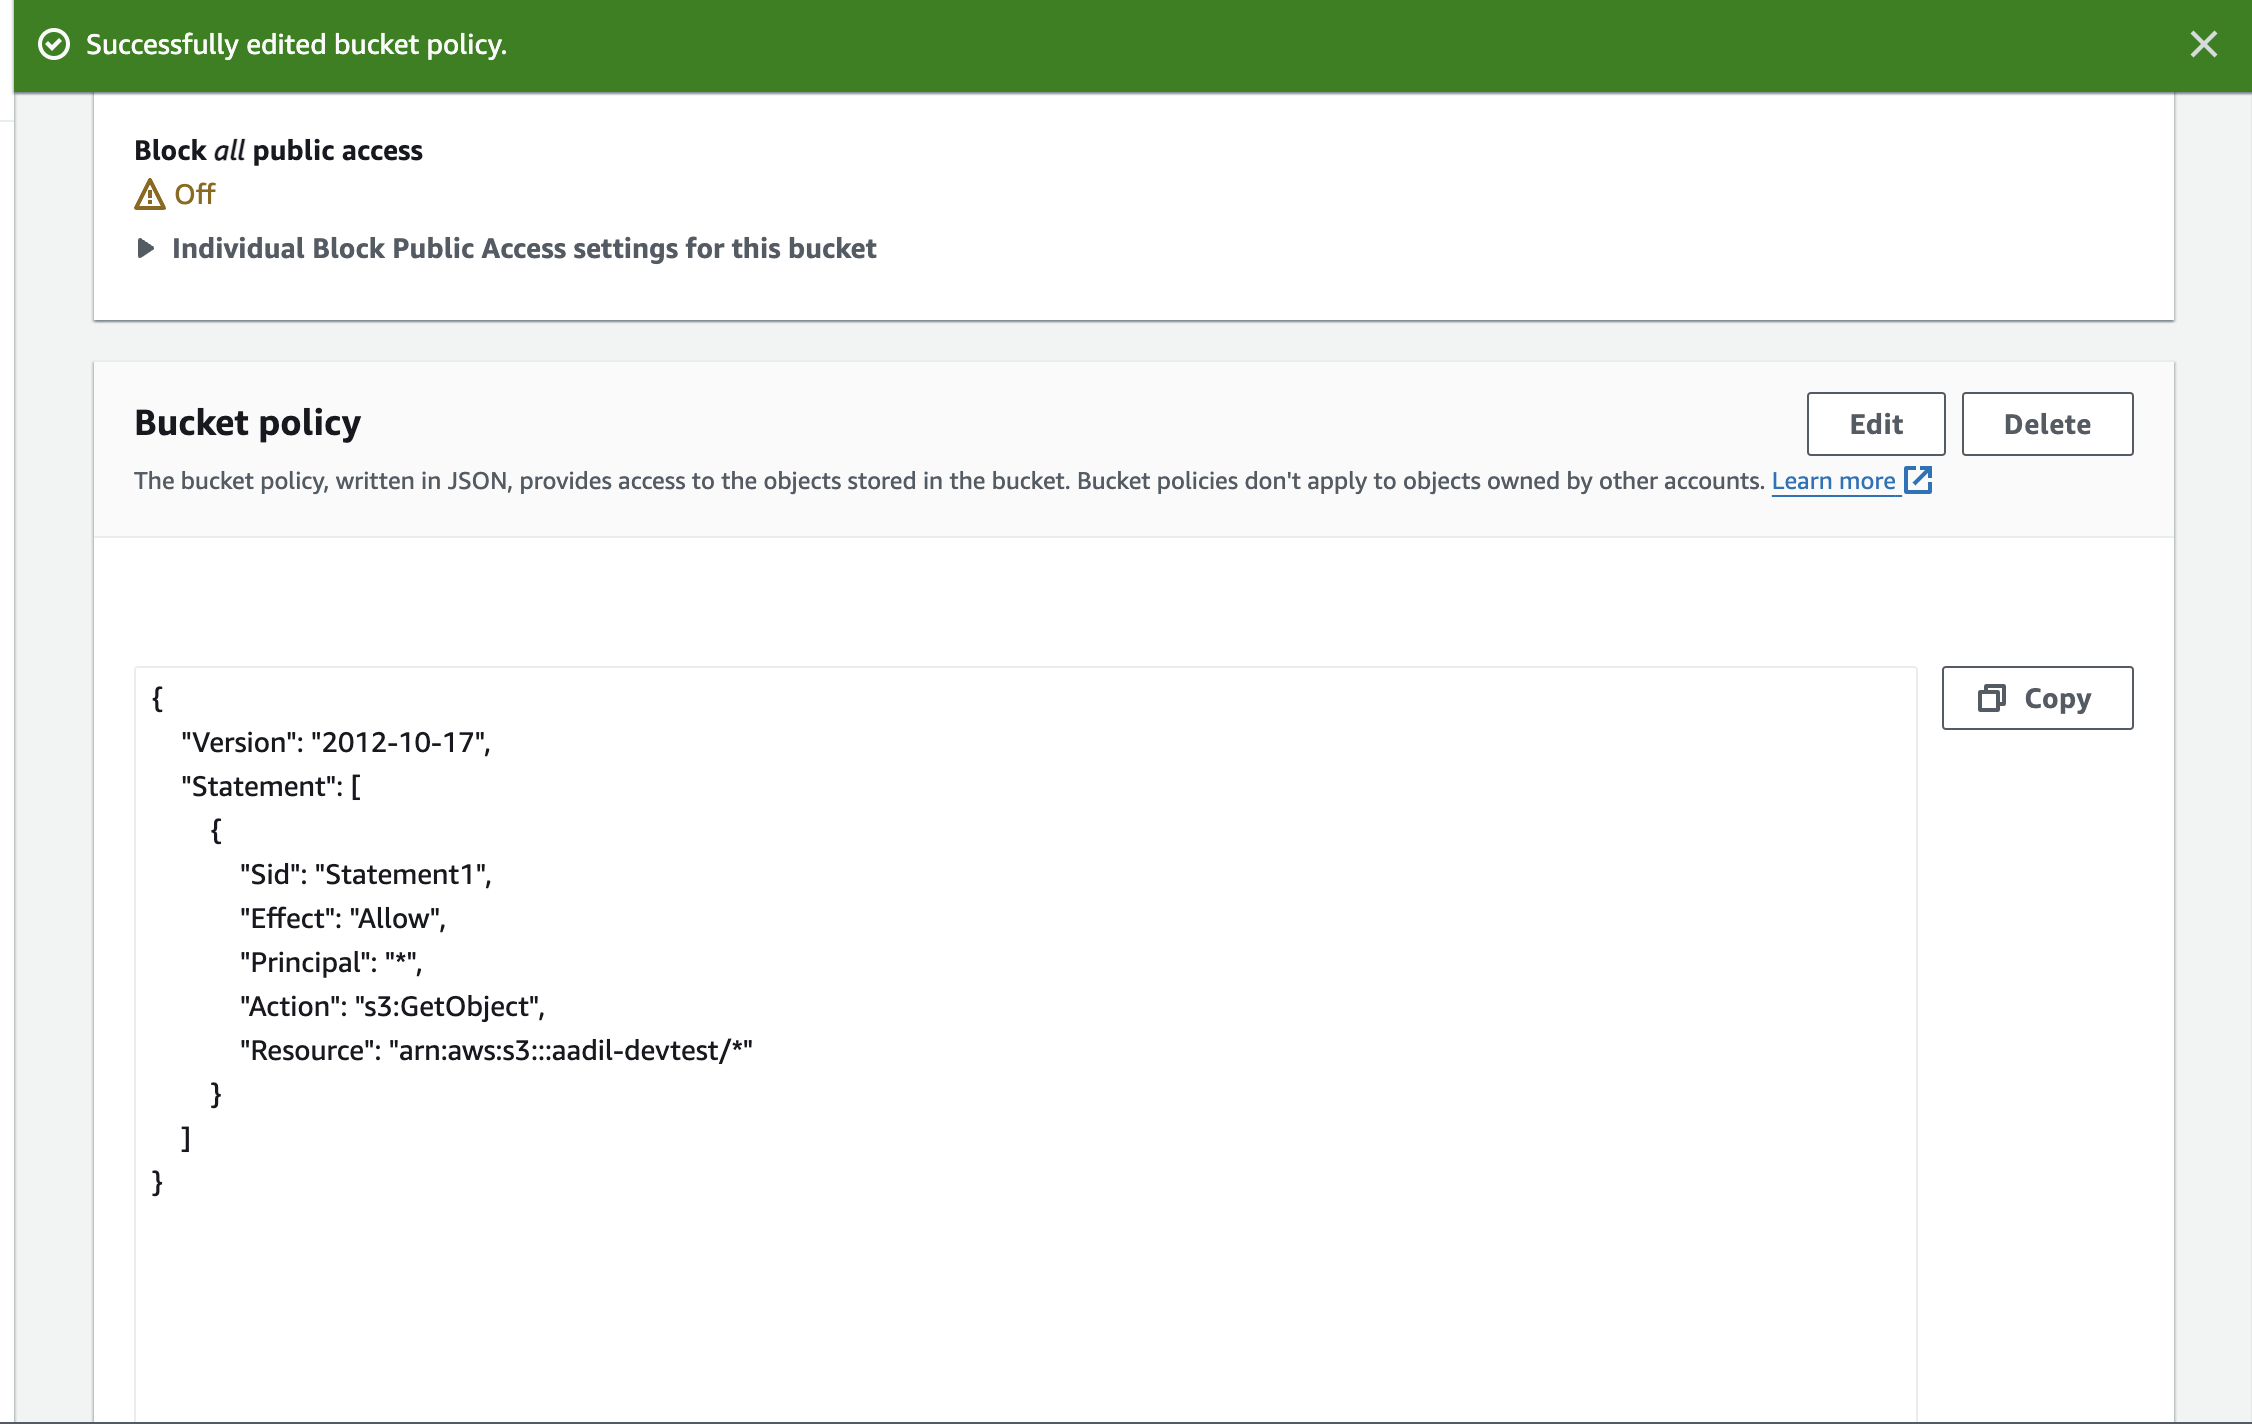 Successfully edited bucket policy.
Block all public access
Off
Individual Block Public Access settings for this bucket
Bucket policy
Edit
Delete
The bucket policy, written in JSON, provides access to the objects stored in the bucket. Bucket policies don't apply to objects owned by other accounts. Learn more
{
"Version": "2012-10-17",
"Statement": [
{
"Sid": "Statement1",
"Effect": "Allow",
"Principal": "*",
"Action": "s3:GetObject",
"Resource": "arn:aws:s3:::aadil-devtest/*"
}
]
}
Copy